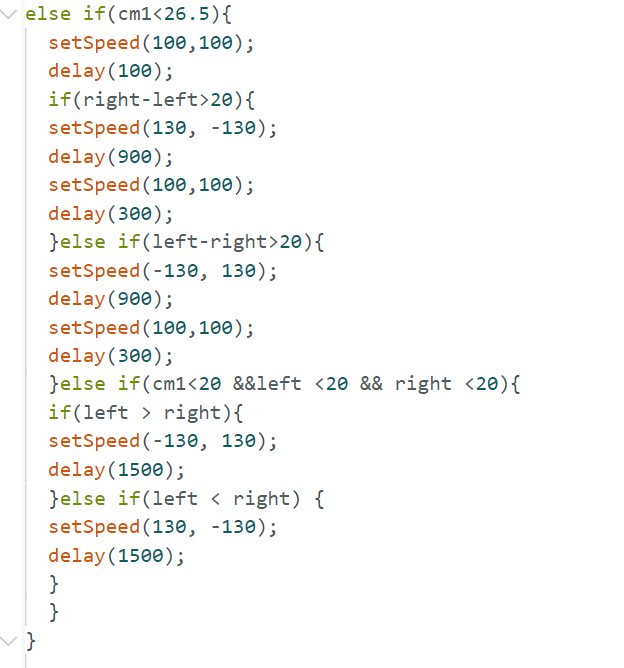 else if(cm1<26.5){
setSpeed(100,100);
delay(100);
if(right-left>20){
setSpeed(130, -130);
delay(900);
setSpeed(100,100);
delay(300);
}else if(left-right>20){
setSpeed(-130, 130);
delay(900);
setSpeed(100,100);
delay(300);
}else if(cm1<20 &&left <20 && right <20){
if(left > right){
setSpeed(-130, 130);
delay(1500);
}else if(left < right) {
setSpeed(130, -130);
delay(1500);
}
}
}